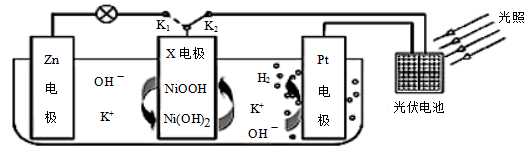 K₁
K₂
光照
Zn
电
极
OH⁻
K⁺
X 电极
NiOOH
Ni(OH)₂
H₂
K⁺
OH⁻
Pt
电
极
光伏电池